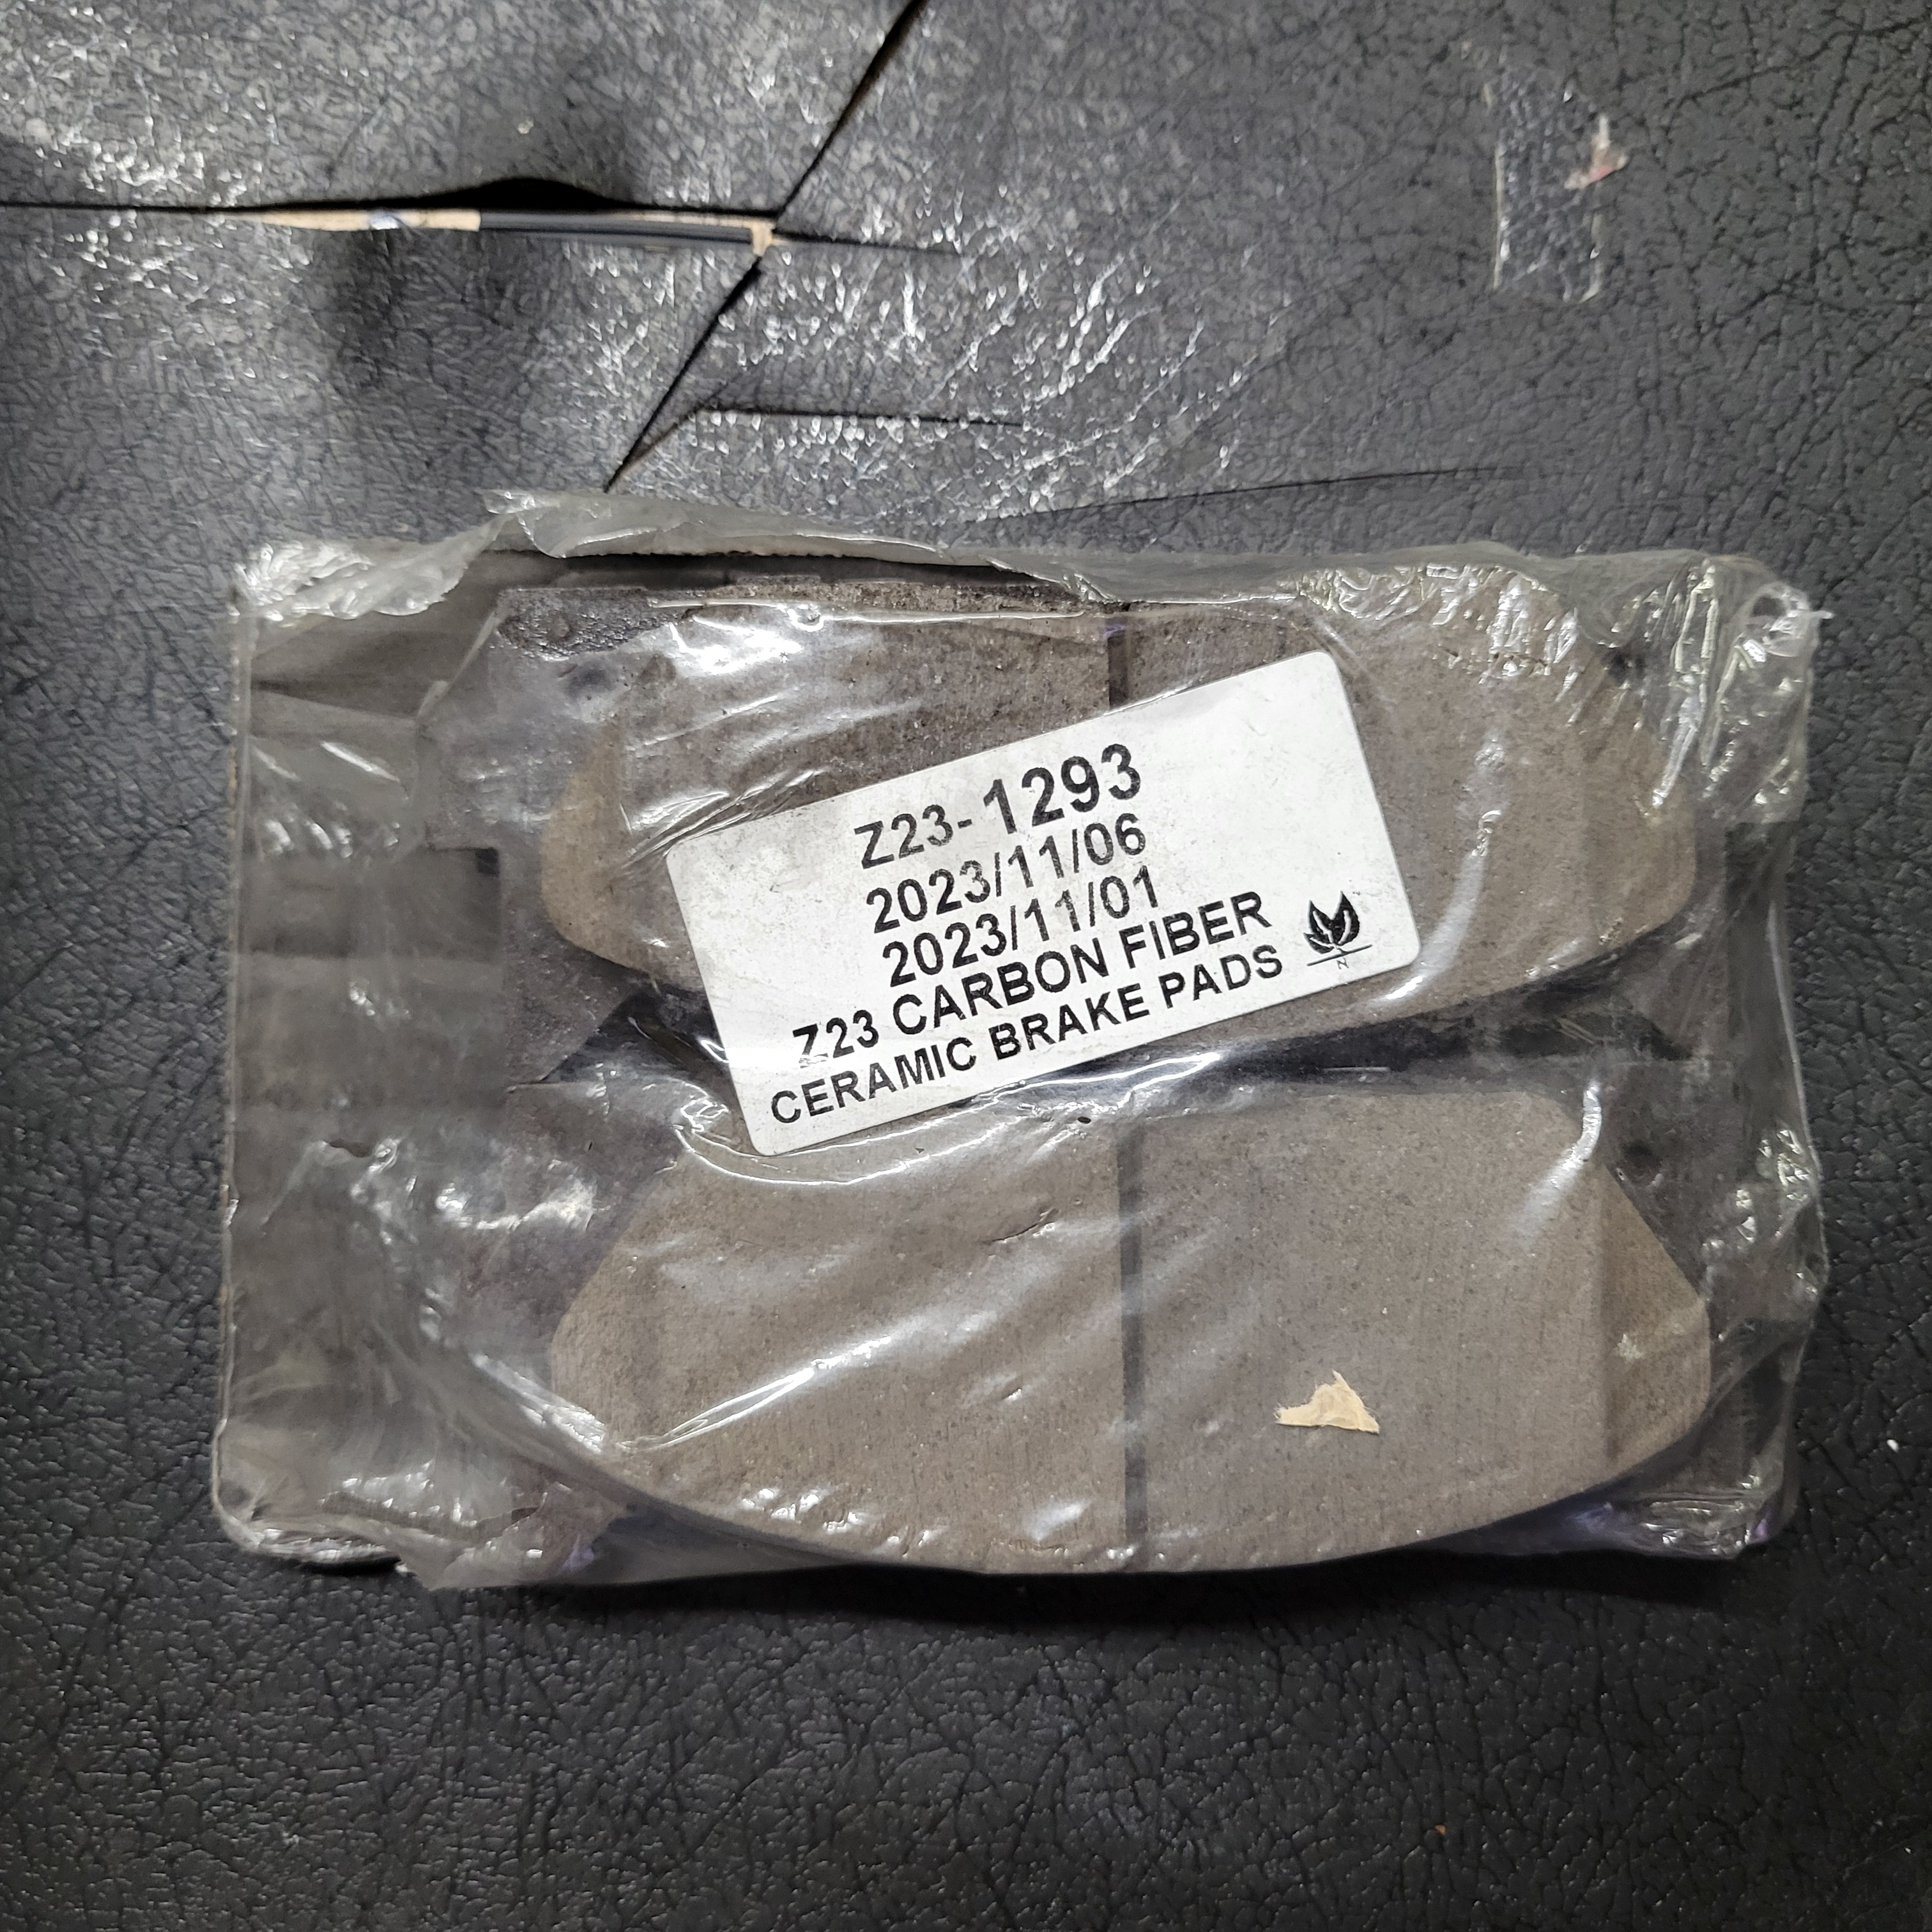 Z23-1293
2023/11/06
2023/11/01
Z23 CARBON FIBER
CERAMIC BRAKE PADS
N